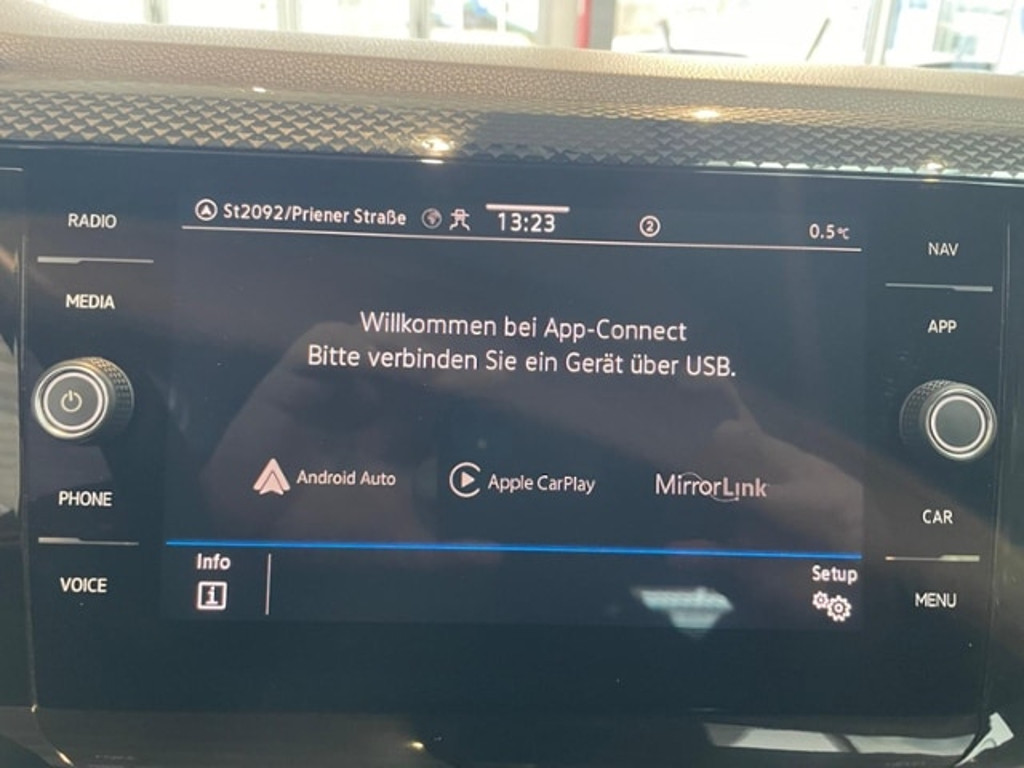 RADIO
MEDIA
PHONE
VOICE
St2092/Priener Straße
13:23
2
0.5°C
Willkommen bei App-Connect
Bitte verbinden Sie ein Gerät über USB.
Android Auto
Apple CarPlay
MirrorLink
Info
i
Setup
NAV
APP
CAR
MENU